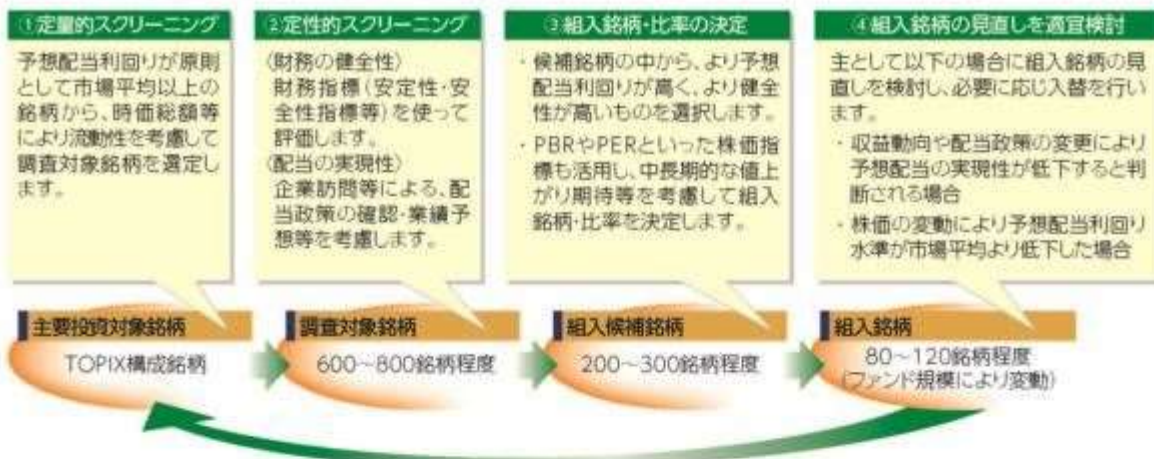 ①定量的スクリーニング
予想配当利回りが原則
として市場平均以上の
銘柄から、時価総額等
により流動性を考慮して
調査対象銘柄を選定し
ます。
②定性的スクリーニング
〈財務の健全性〉
財務指標(安定性・安
全性指標等)を使って
評価します。
〈配当の実現性〉
企業訪問等による、配
当政策の確認・業績予
想等を考慮します。
③組入銘柄・比率の決定
・候補銘柄の中から、より予想
配当利回りが高く、より健全
性が高いものを選択します。
・PBRやPERといった株価指
標も活用し、中長期的な値上
がり期待等を考慮して組入
銘柄・比率を決定します。
④組入銘柄の見直しを適宜検討
主として以下の場合に組入銘柄の見
直しを検討し、必要に応じ入替を行い
ます。
・収益動向や配当政策の変更により
予想配当の実現性が低下すると判
断される場合
・株価の変動により予想配当利回り
水準が市場平均より低下した場合
主要投資対象銘柄
TOPIX構成銘柄
調査対象銘柄
600～800銘柄程度
組入候補銘柄
200～300銘柄程度
組入銘柄
80～120銘柄程度
(ファンド規模により変動)